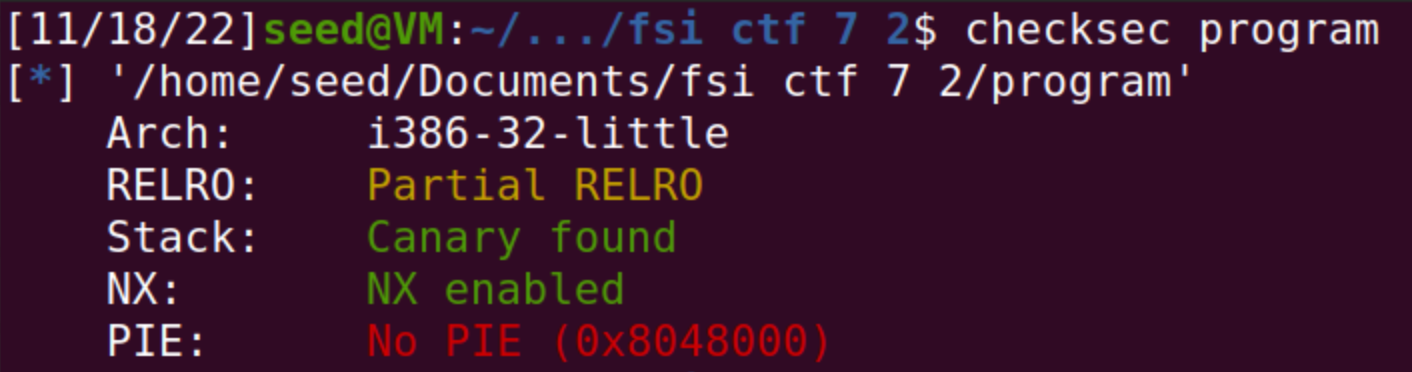 [11/18/22]seed@VM:~/.../fsi ctf 7 2$ checksec program
[*] '/home/seed/Documents/fsi ctf 7 2/program'
    Arch:     i386-32-little
    RELRO:    Partial RELRO
    Stack:    Canary found
    NX:       NX enabled
    PIE:      No PIE (0x8048000)